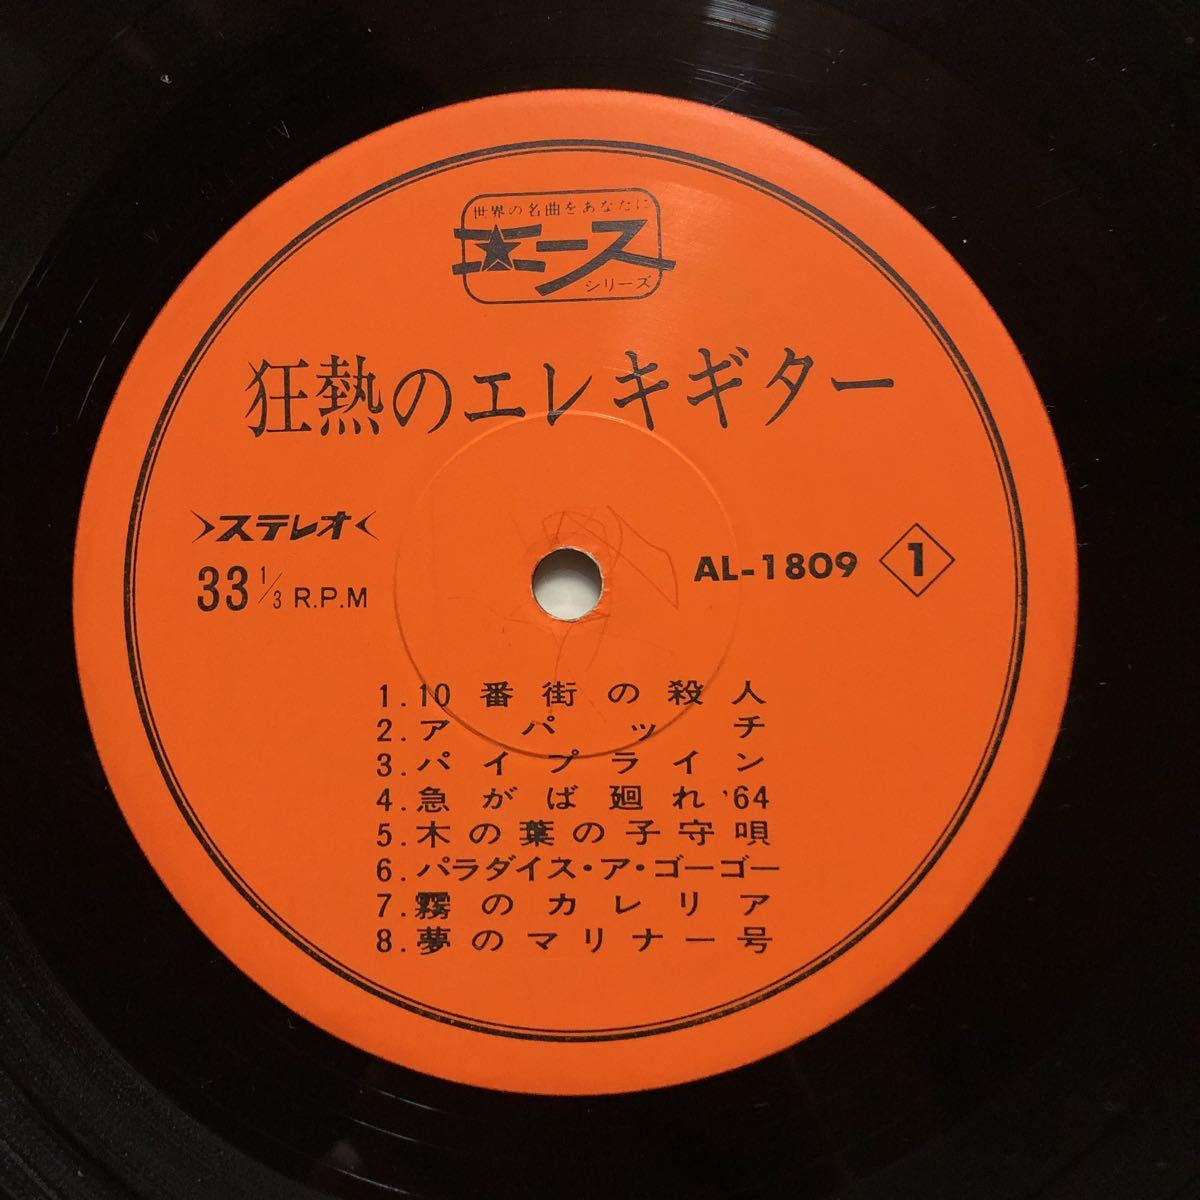 世界の名曲をあなたに
エース
シリーズ
狂熱のエレキギター
ステレオ
33 1/3 R.P.M
AL-1809 1
1.10番街の殺人
2.アパッチ
3.パイプライン
4.急がば廻れ'64
5.木の葉の子守唄
6.パラダイス・ア・ゴーゴー
7.霧のカレリア
8.夢のマリナー号